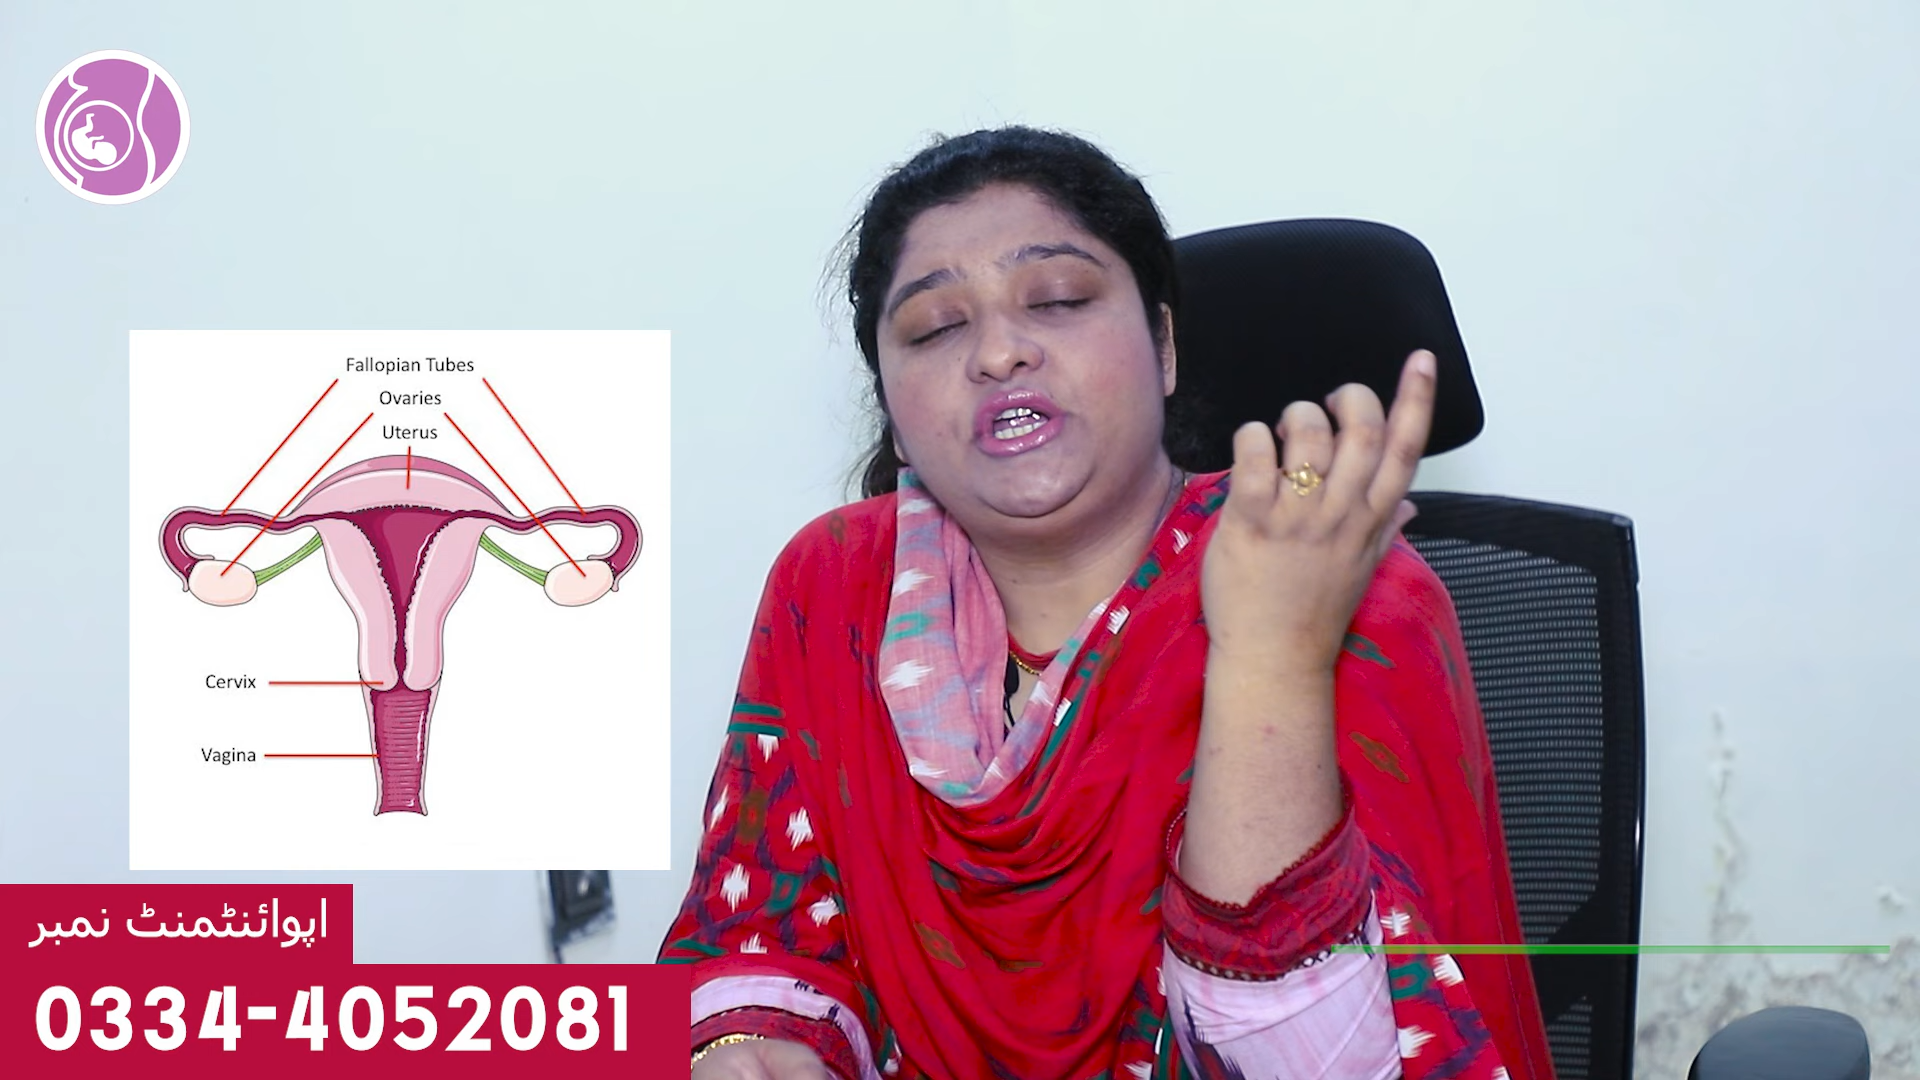 Fallopian Tubes
Ovaries
Uterus
Cervix
Vagina
اپوائنٹمنٹ نمبر
0334-4052081